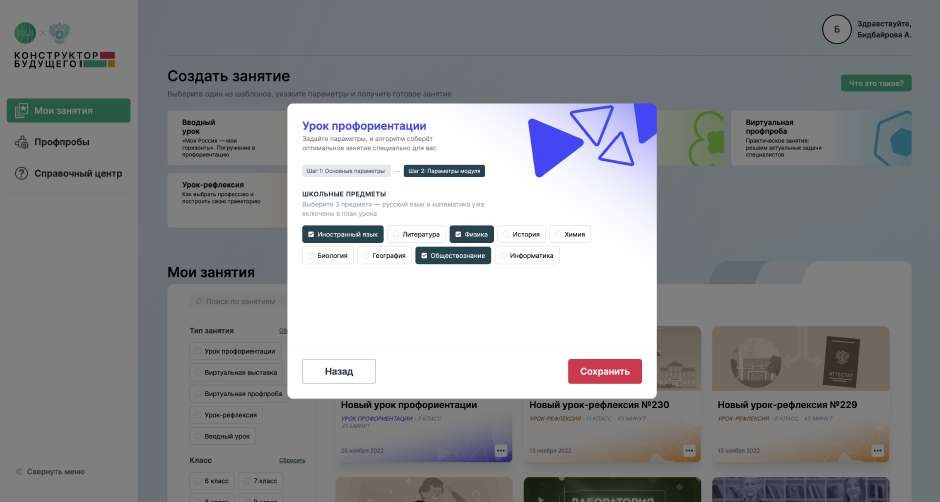 КОНСТРУКТОР
БУДУЩЕГО
Мои занятия
Профпробы
Справочный центр
Свернуть меню
Б
Здравствуйте,
Бидбайрова А.
Создать занятие
Выберите один из шаблонов, укажите параметры и получите готовое занятие
Что это такое?
Вводный
урок
«Моя Россия — мои
горизонты». Погружение в
профориентацию
Виртуальная
профпроба
Практическое занятие:
решаем актуальные задачи
специалистов
Урок-рефлексия
Как выбрать профессию и
построить свою траекторию
Урок профориентации
Задайте параметры, и алгоритм соберёт
оптимальное занятие специально для вас
Шаг 1: Основные параметры
Шаг 2: Параметры модуля
ШКОЛЬНЫЕ ПРЕДМЕТЫ
Выберите 3 предмета — русский язык и математика уже
включены в план урока
Иностранный язык
Литература
Физика
История
Химия
Биология
География
Обществознание
Информатика
Назад
Сохранить
Мои занятия
Поиск по занятиям
Тип занятия
Урок профориентации
Виртуальная выставка
Виртуальная профпроба
Урок-рефлексия
Вводный урок
Класс
Сбросить
6 класс
7 класс
Новый урок профориентации
УРОК ПРОФОРИЕНТАЦИИ · 7 КЛАСС ·
45 МИНУТ
25 ноября 2022
Новый урок-рефлексия №230
УРОК-РЕФЛЕКСИЯ · 11 КЛАСС · 45 МИНУТ
13 ноября 2022
АТТЕСТАТ
Новый урок-рефлексия №229
УРОК-РЕФЛЕКСИЯ · 6 КЛАСС · 45 МИНУТ
13 ноября 2022
ЛАБОРАТОРИЯ